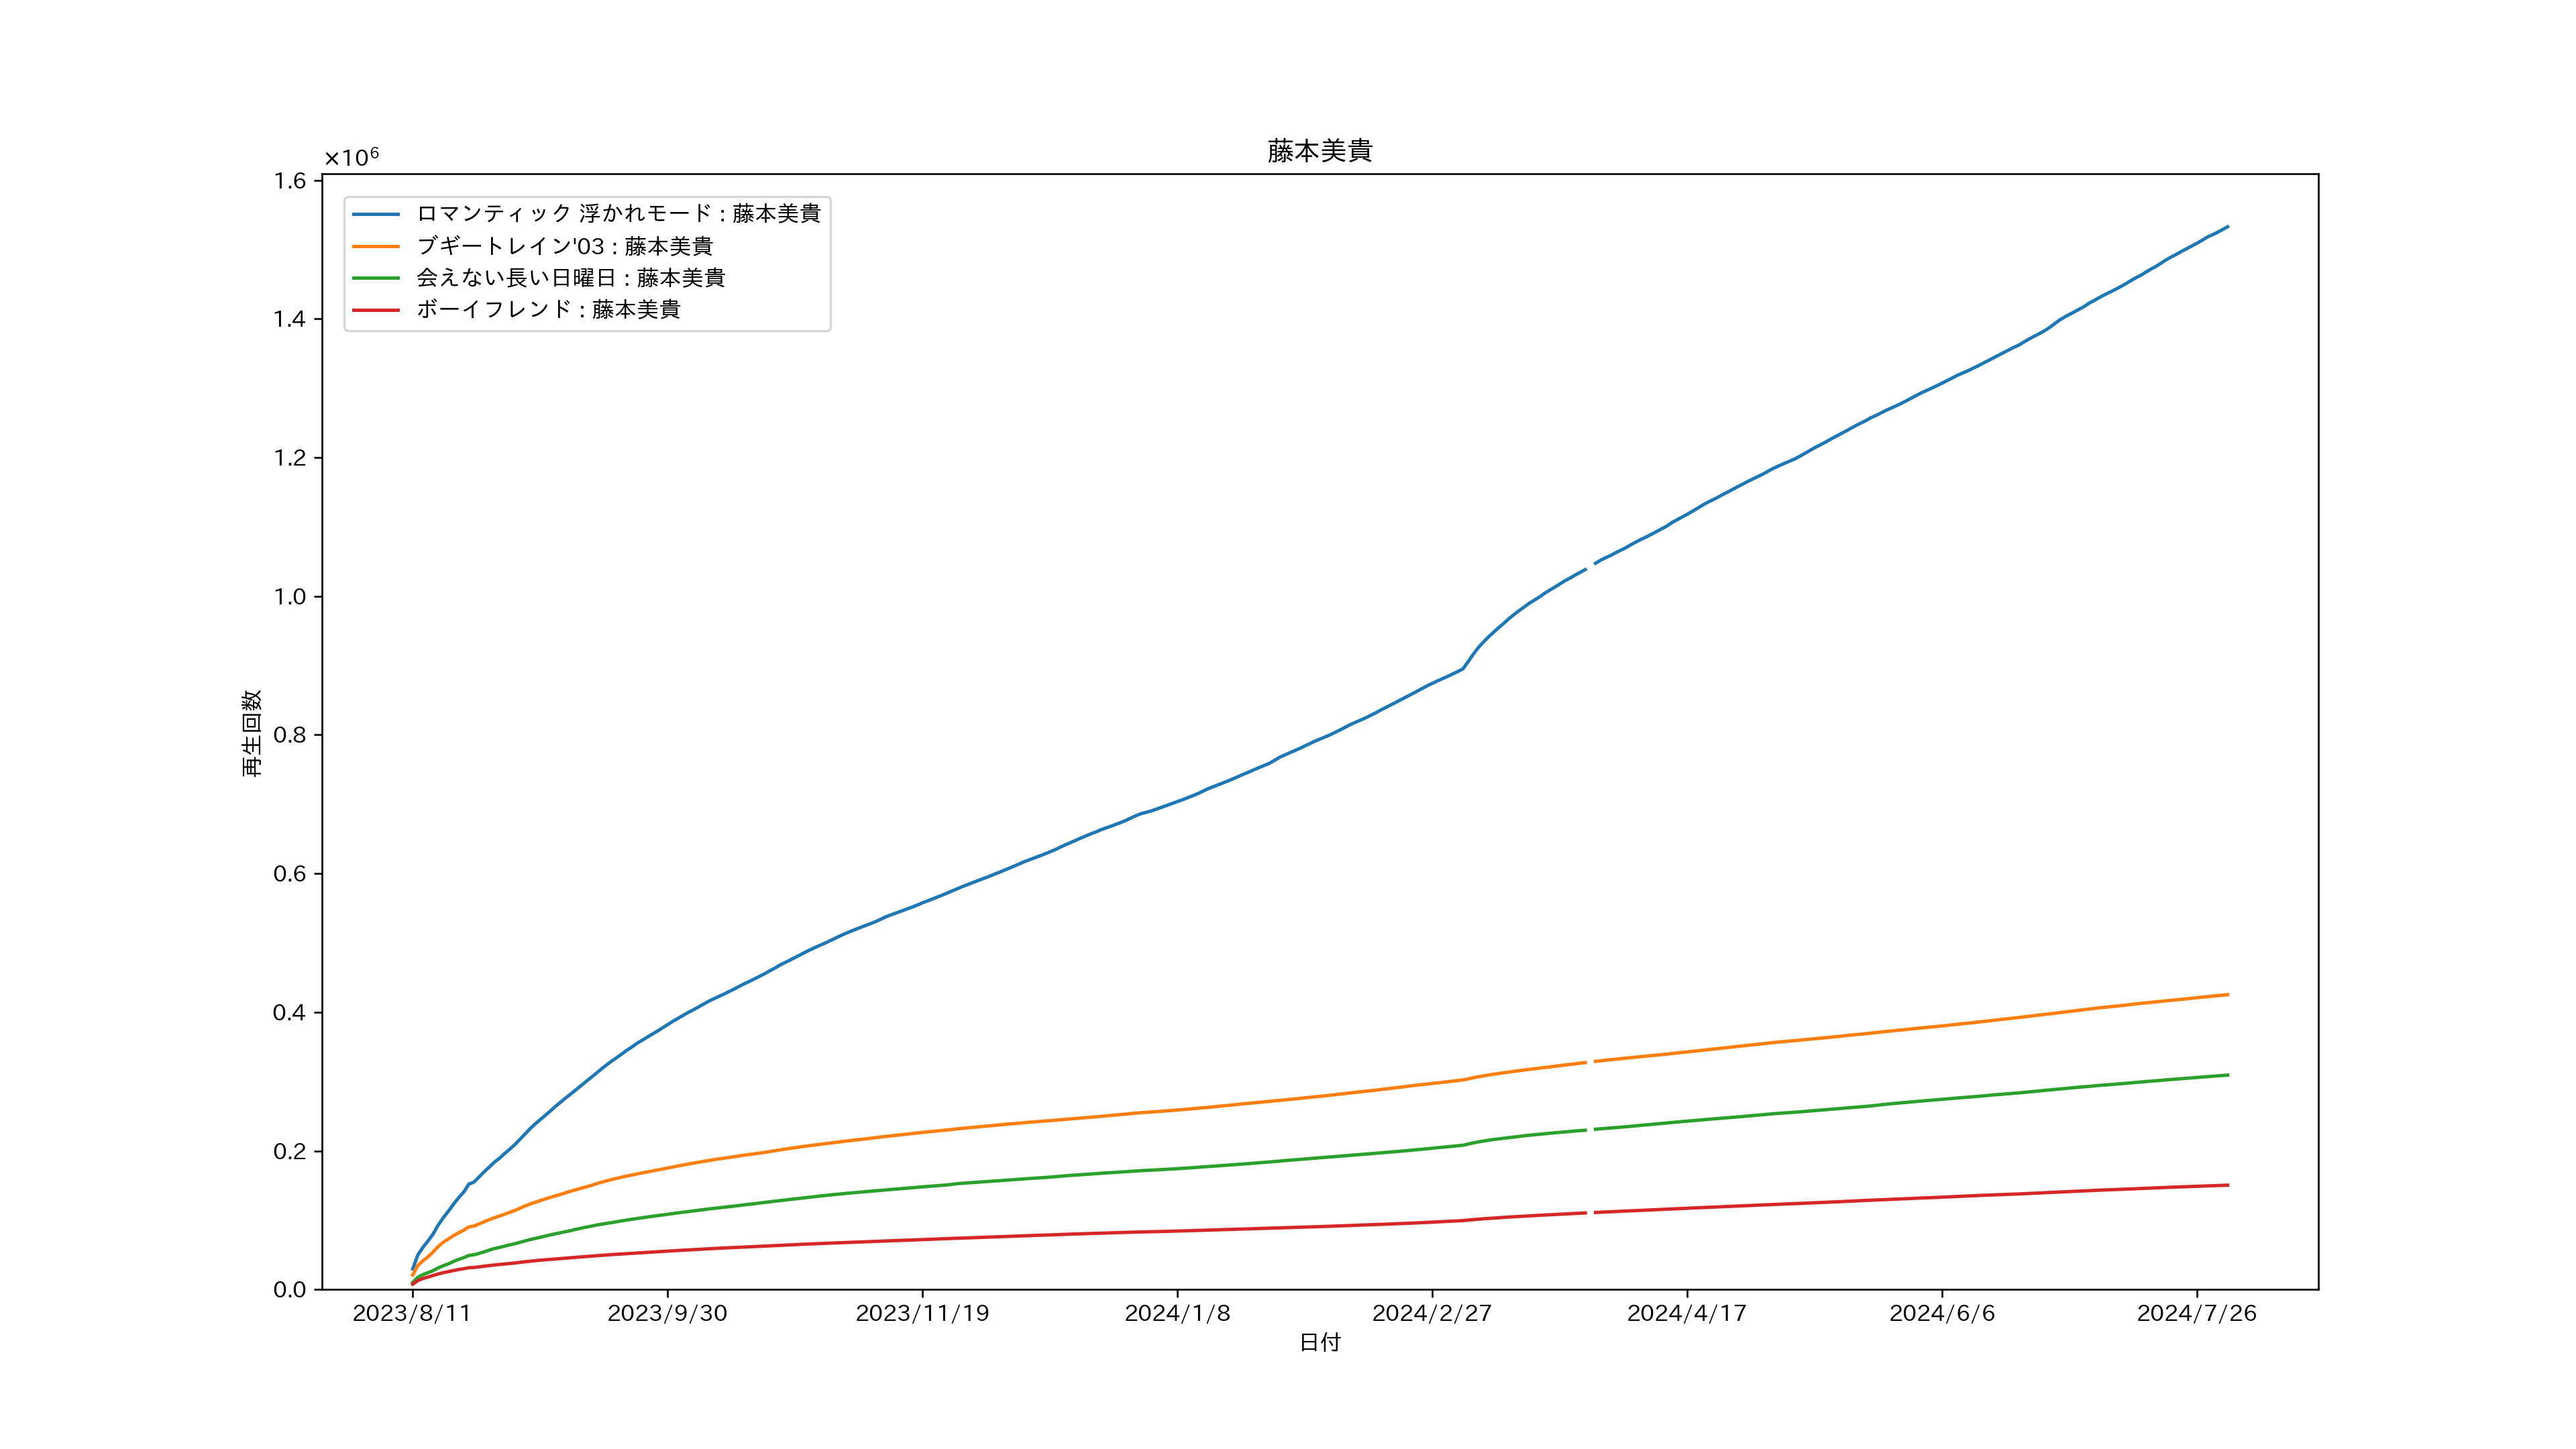 藤本美貴
×10⁶
1.6
1.4
1.2
1.0
0.8
0.6
0.4
0.2
0.0
再生回数
ロマンティック 浮かれモード : 藤本美貴
ブギートレイン'03 : 藤本美貴
会えない長い日曜日 : 藤本美貴
ボーイフレンド : 藤本美貴
2023/8/11 2023/9/30 2023/11/19 2024/1/8 2024/2/27 2024/4/17 2024/6/6 2024/7/26
日付